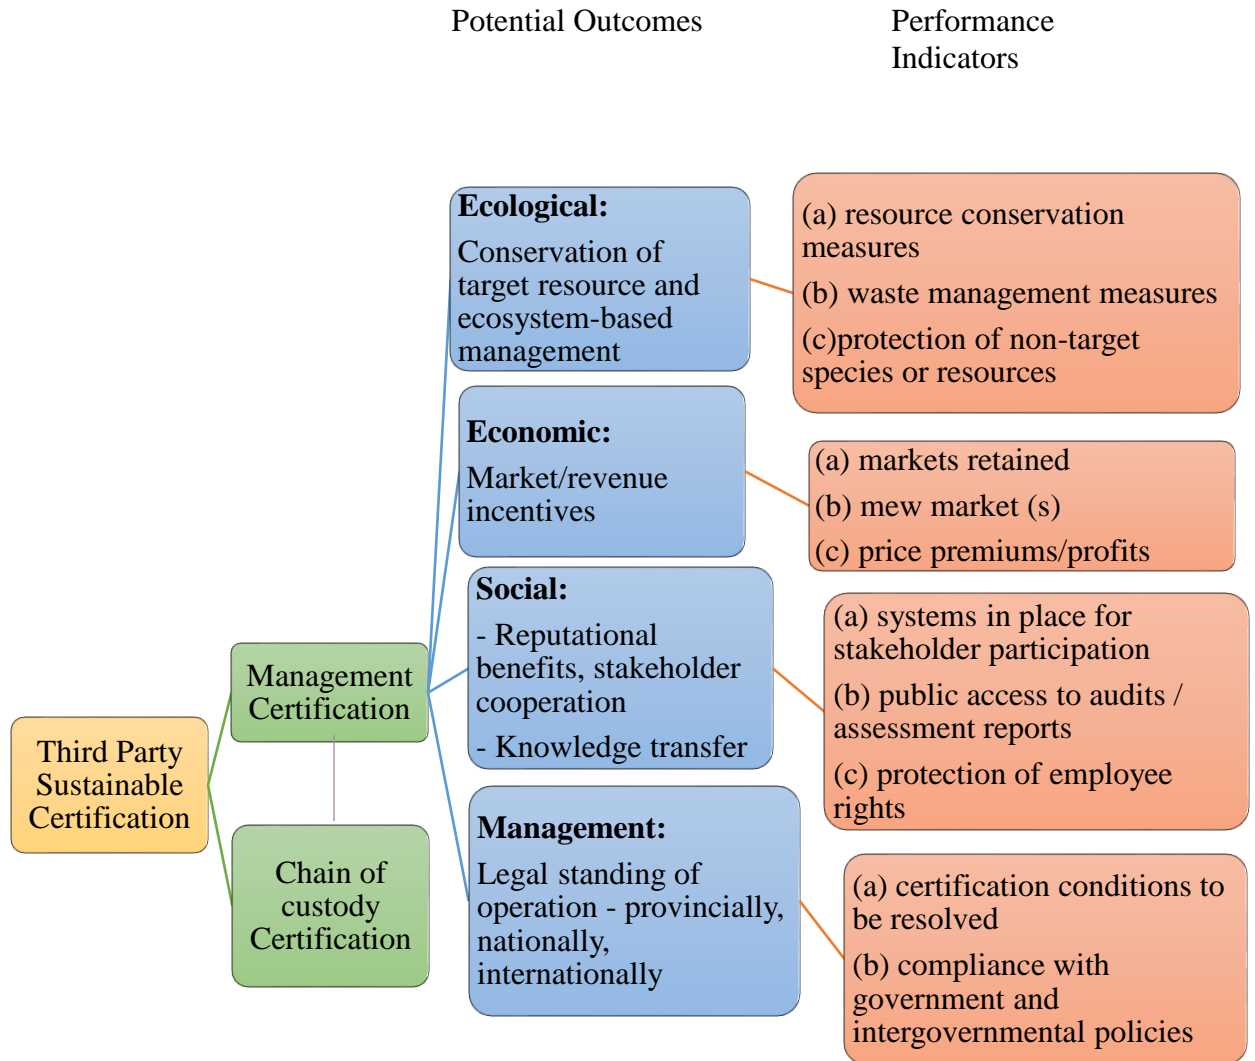 Potential Outcomes
Performance
Indicators
Third Party
Sustainable
Certification
Management
Certification
Chain of
custody
Certification
Ecological:
Conservation of
target resource and
ecosystem-based
management
(a) resource conservation
measures
(b) waste management measures
(c)protection of non-target
species or resources
Economic:
Market/revenue
incentives
(a) markets retained
(b) mew market (s)
(c) price premiums/profits
Social:
- Reputational
benefits, stakeholder
cooperation
- Knowledge transfer
(a) systems in place for
stakeholder participation
(b) public access to audits /
assessment reports
(c) protection of employee
rights
Management:
Legal standing of
operation - provincially,
nationally,
internationally
(a) certification conditions to
be resolved
(b) compliance with
government and
intergovernmental policies